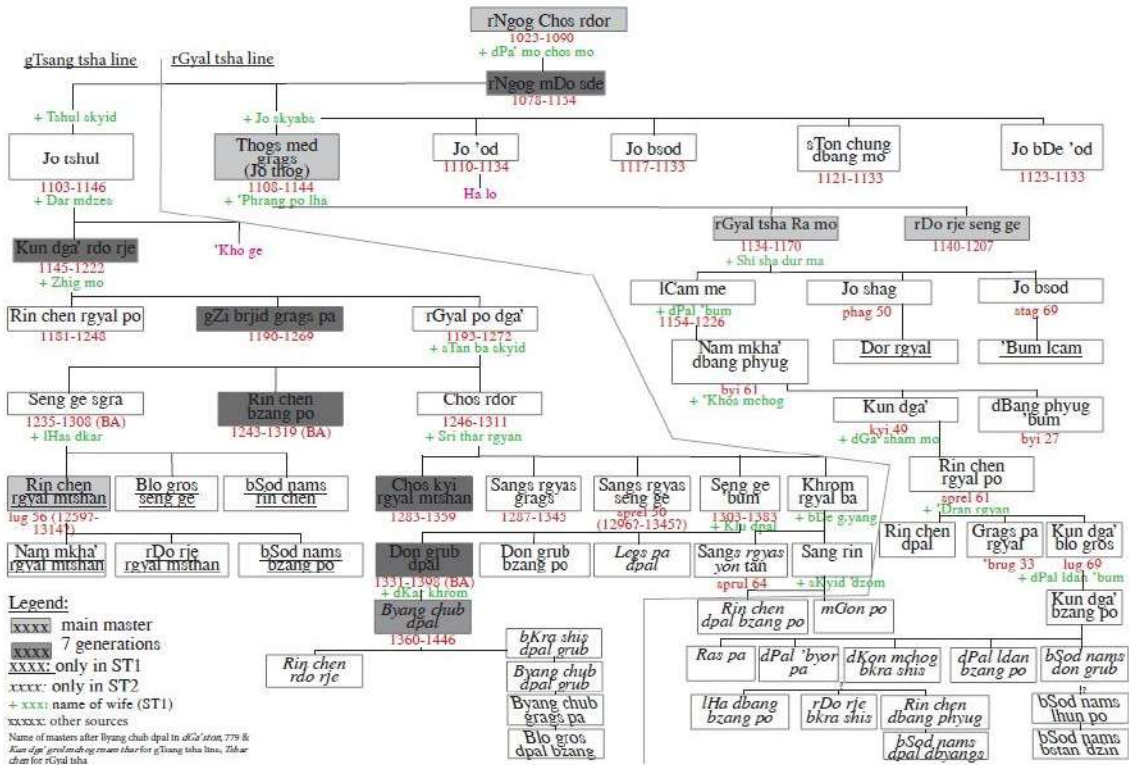 rNgog Chos rdor
1023-1090
+ dPa' mo chos mo
gTsang tsha line
rGyal tsha line
rNgog mDo sde
1078-1154
+ Tshul skyid
+ Jo skyabs
Jo tshul
1103-1146
+ Dar mdzes
Thogs med
grags
(Jo thog)
1108-1144
+ 'Phrang po lha
Jo 'od
1110-1134
Ha lo
Jo bsod
1117-1133
sTon chung
dbang mo
1121-1133
Jo bDe 'od
1123-1133
rGyal tsha Ra mo
1134-1170
+ Shi sha dur ma
rDo rje seng ge
1140-1207
Kun dga' rdo rje
1145-1222
+ Zhig mo
'Kho ge
lCam me
+ dPal 'bum
1154-1226
Jo shag
phag 50
Jo bsod
stag 69
Rin chen rgyal po
1181-1248
gZi brjid grags pa
1190-1269
rGyal po dga'
1193-1272
+ sTan ba skyid
Nam mkha'
dbang phyug
byi 61
+ 'Khos mchog
Dor rgyal
'Bum lcam
Seng ge sgra
1235-1308 (BA)
+ lHas dkar
Rin chen
bzang po
1243-1319 (BA)
Chos rdor
1246-1311
+ Sri thar rgyan
Kun dga'
kyi 49
+ dGa' sham mo
dBang phyug
'bum
byi 27
Rin chen
rgyal mtshan
lug 56 (1259?-
1314?)
Blo gros
seng ge
bSod nams
rin chen
Chos kyi
rgyal mtshan
1283-1359
Sangs rgyas
grags
1287-1345
Sangs rgyas
seng ge
sprel 50
(1296?-1345?)
Seng ge
'bum
1303-1383
+ Klu dpal
Khrom
rgyal ba
+ bDe g.yang
Rin chen
rgyal po
sprel 61
+ 'Dran rgyan
Nam mkha'
rgyal mtshan
rDo rje
rgyal msthan
bSod nams
bzang po
Don grub
dpal
1331-1398 (BA)
+ dKar khrom
Don grub
bzang po
Legs pa
dpal
Sangs rgyas
yon tan
sprul 64
Sang rin
+ sKyid 'dzom
Rin chen
dpal
Grags pa
rgyal
'brug 33
Kun dga'
blo gros
lug 69
+ dPal ldan 'bum
Byang chub
dpal
1360-1446
Rin chen
dpal bzang po
mGon po
Kun dga'
bzang po
Rin chen
rdo rje
bKra shis
dpal grub
Byang chub
dpal grub
Byang chub
grags pa
Blo gros
dpal bzang
Ras pa
dPal 'byor
pa
dKon mchog
bkra shis
dPal ldan
bzang po
bSod nams
don grub
?
lHa dbang
bzang po
rDo rje
bkra shis
Rin chen
dbang phyug
bSod nams
dpal dbyangs
bSod nams
lhun po
bSod nams
bstan dzin
Legend:
xxxx main master
xxxx 7 generations
xxxx: only in ST1
xxxx: only in ST2
+ xxx: name of wife (ST1)
xxxxx: other sources
Name of masters after Byang chub dpal in dGa' ston, 779 &
Kun dga' grol mchog rnam thar for gTsang tsha line,
chen for rGyal tsha